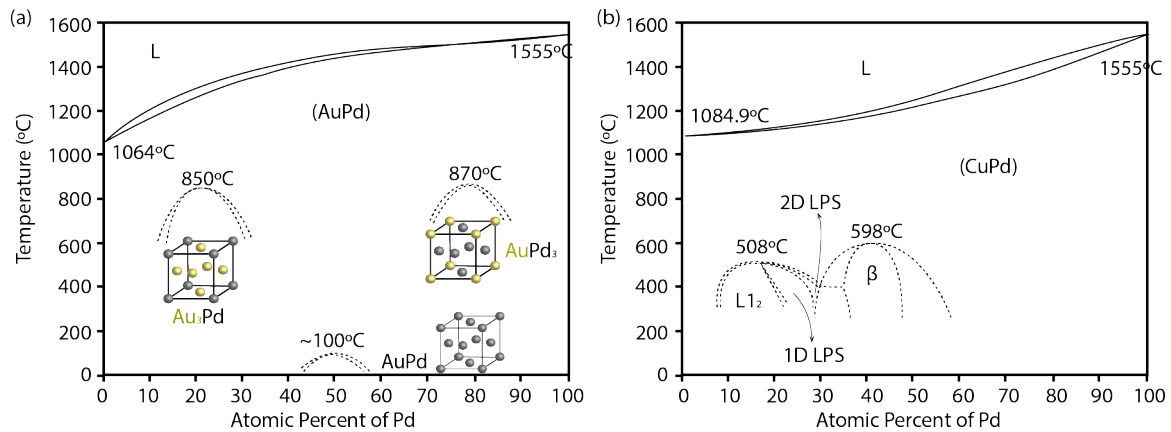 (a)
1600
1400
1200
1000
800
600
400
200
0
Temperature (ºC)
L
1555ºC
(AuPd)
1064ºC
850ºC
870ºC
AuPd₃
Au₃Pd
~100ºC
AuPd
0 10 20 30 40 50 60 70 80 90 100
Atomic Percent of Pd
(b)
1600
1400
1200
1000
800
600
400
200
0
Temperature (ºC)
L
1555ºC
1084.9ºC
(CuPd)
2D LPS
508ºC
598ºC
β
L1₂
1D LPS
0 10 20 30 40 50 60 70 80 90 100
Atomic Percent of Pd